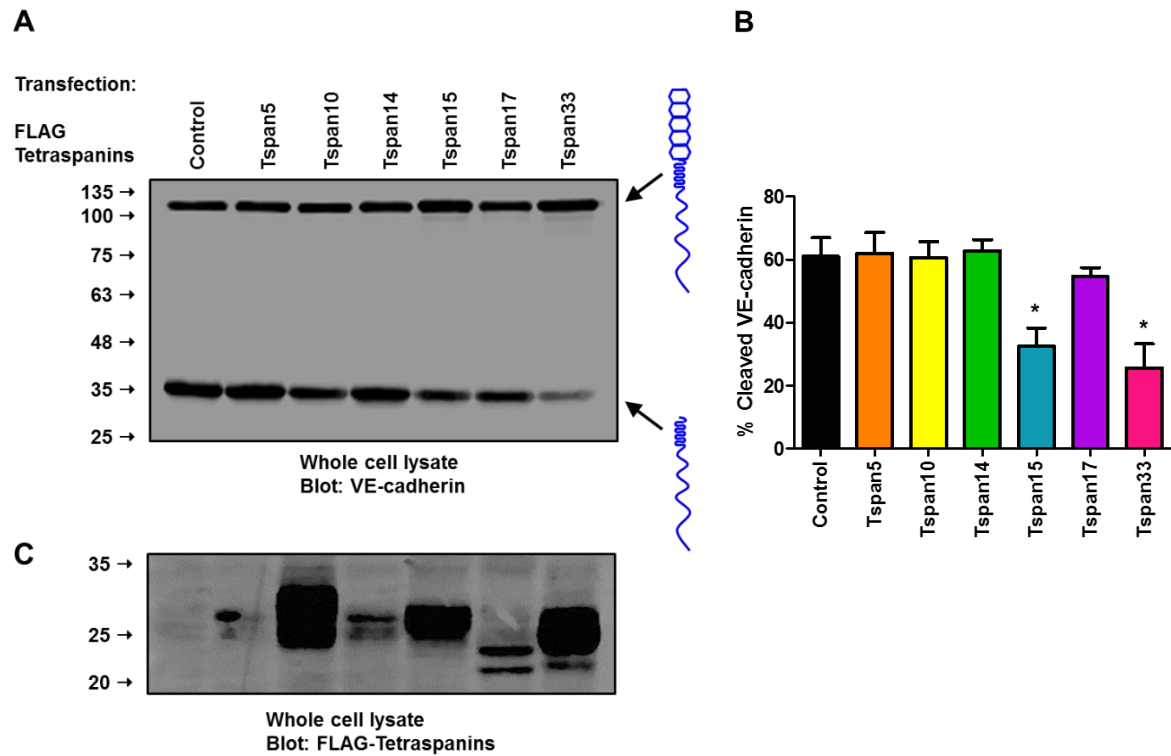 A
Transfection:
FLAG
Tetraspanins
Control
Tspan5
Tspan10
Tspan14
Tspan15
Tspan17
Tspan33
135 →
100 →
75 →
63 →
48 →
35 →
25 →
Whole cell lysate
Blot: VE-cadherin
B
% Cleaved VE-cadherin
80
60
40
20
0
*
*
Control
Tspan5
Tspan10
Tspan14
Tspan15
Tspan17
Tspan33
C
35 →
25 →
20 →
Whole cell lysate
Blot: FLAG-Tetraspanins